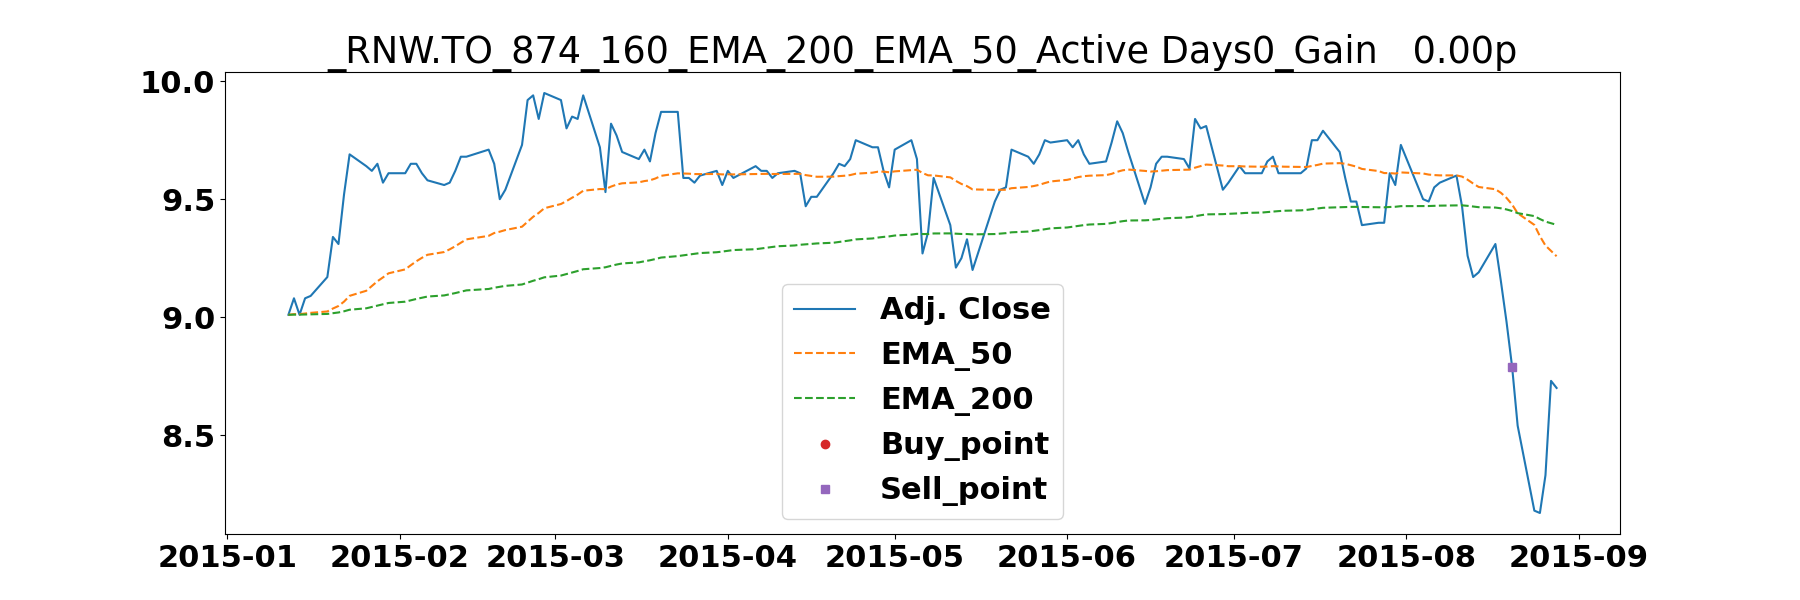 _RNW.TO_874_160_EMA_200_EMA_50_Active Days0_Gain   0.00p
10.0
9.5
9.0
8.5
Adj. Close
EMA_50
EMA_200
Buy_point
Sell_point
2015-01 2015-02 2015-03 2015-04 2015-05 2015-06 2015-07 2015-08 2015-09